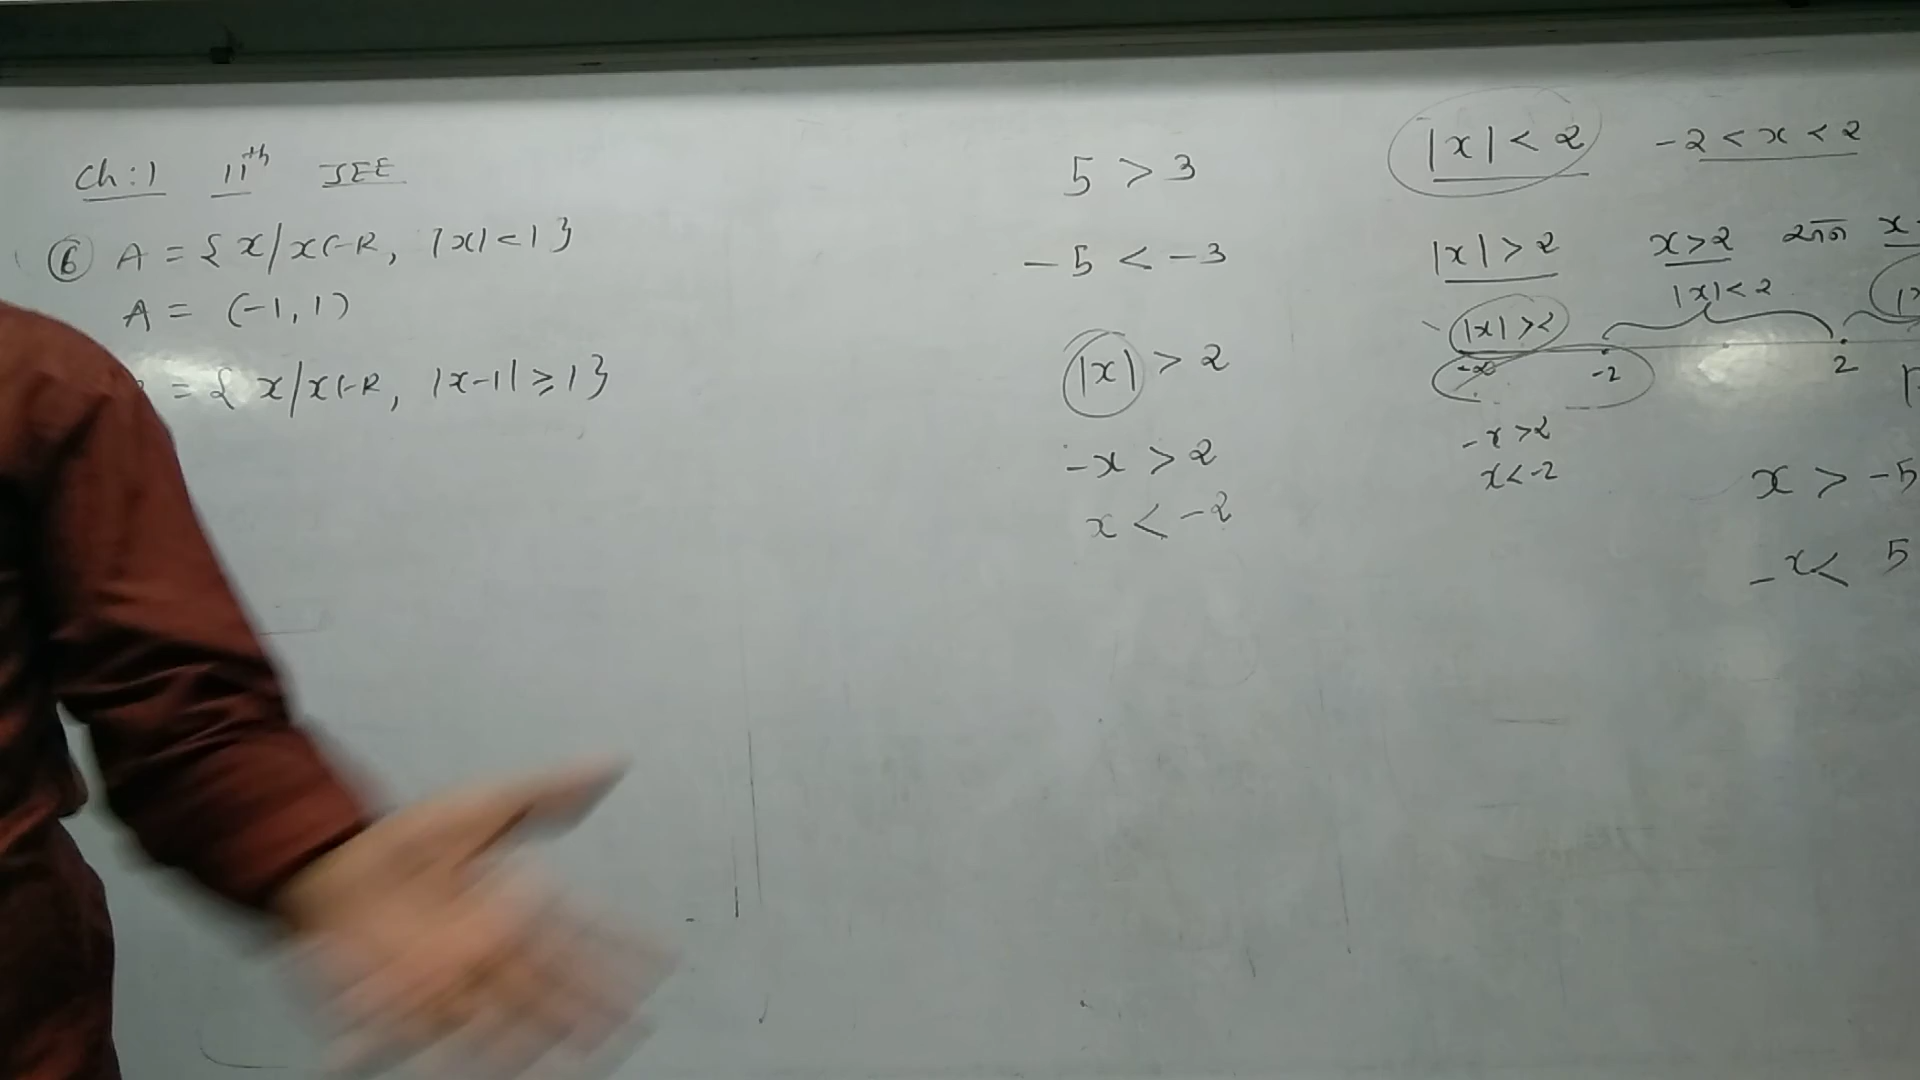 Ch:1 11th JEE
⑥ A = {x/x∈R, |x|<1}
A = (-1,1)
= {x/x∈R, |x-1|≥1}
5 > 3
-5 < -3
|x| > 2
-x > 2
x < -2
|x| < 2 -2 < x < 2
|x| > 2 x>2 x
|x|<2
|x|>2
-∞ -2 2
-x>2
x<-2
x > -5
-x < 5